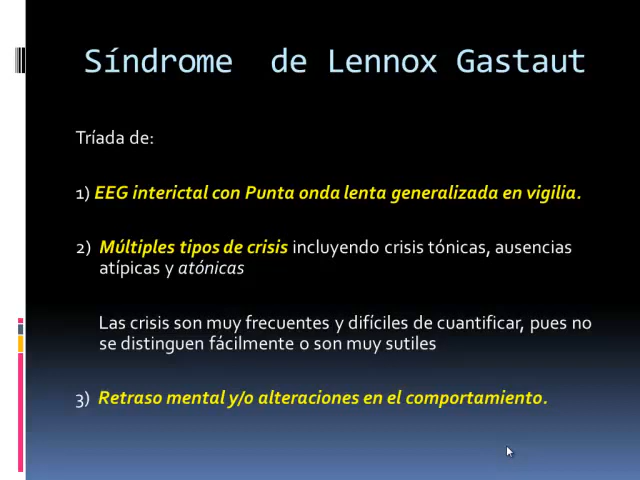 Síndrome de Lennox Gastaut
Tríada de:
1) EEG interictal con Punta onda lenta generalizada en vigilia.
2) Múltiples tipos de crisis incluyendo crisis tónicas, ausencias
atípicas y atónicas
Las crisis son muy frecuentes y difíciles de cuantificar, pues no
se distinguen fácilmente o son muy sutiles
3) Retraso mental y/o alteraciones en el comportamiento.